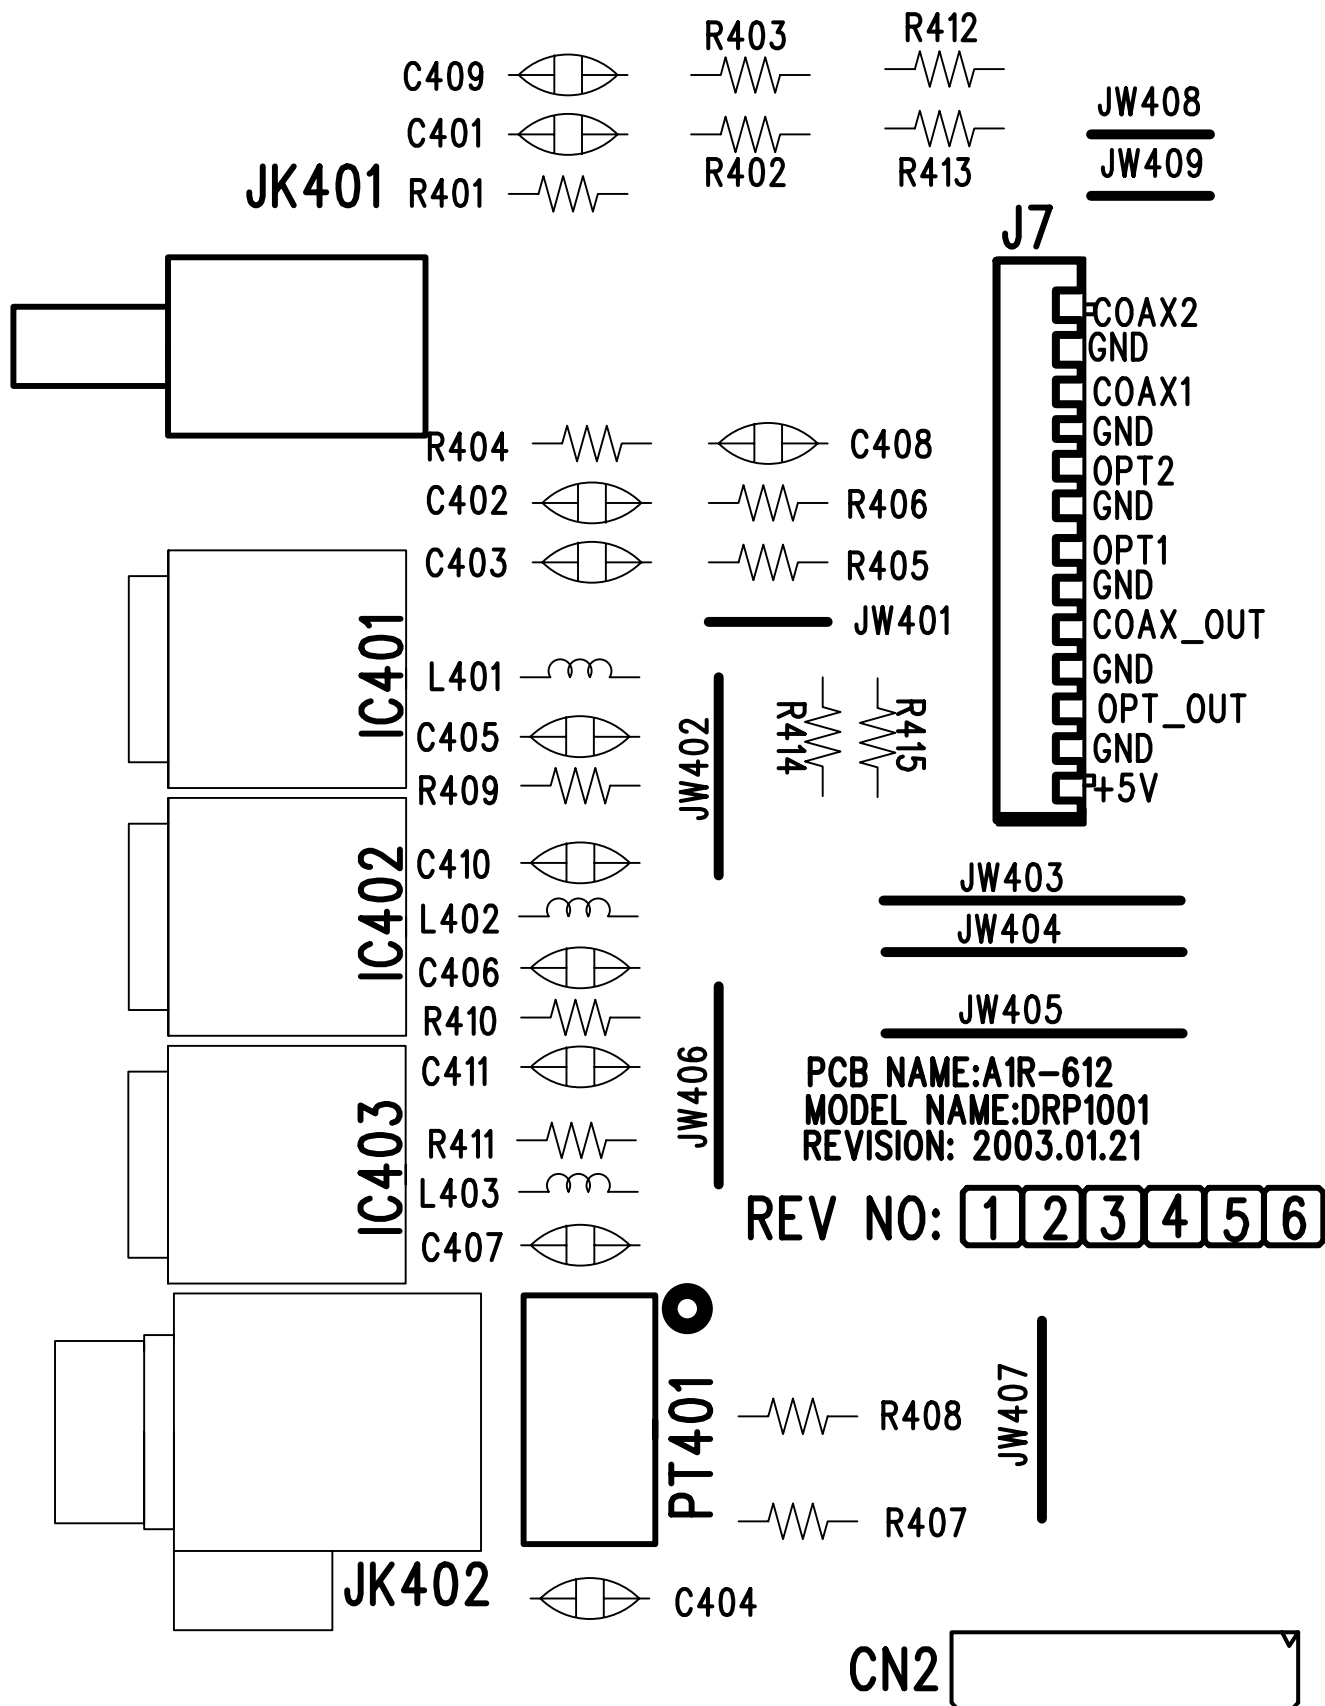 R403
R412
C409
JW408
C401
JW409
R402
R413
JK401
R401
J7
COAX2
GND
COAX1
R404
C408
GND
OPT2
C402
R406
GND
C403
R405
OPT1
GND
JW401
COAX_OUT
IC401
L401
GND
R414
R415
OPT_OUT
C405
JW402
GND
R409
+5V
IC402
C410
JW403
L402
JW404
C406
R410
JW405
C411
JW406
PCB NAME:A1R-612
MODEL NAME:DRP1001
REVISION: 2003.01.21
IC403
R411
L403
REV NO: 1 2 3 4 5 6
C407
PT401
R408
JW407
R407
JK402
C404
CN2